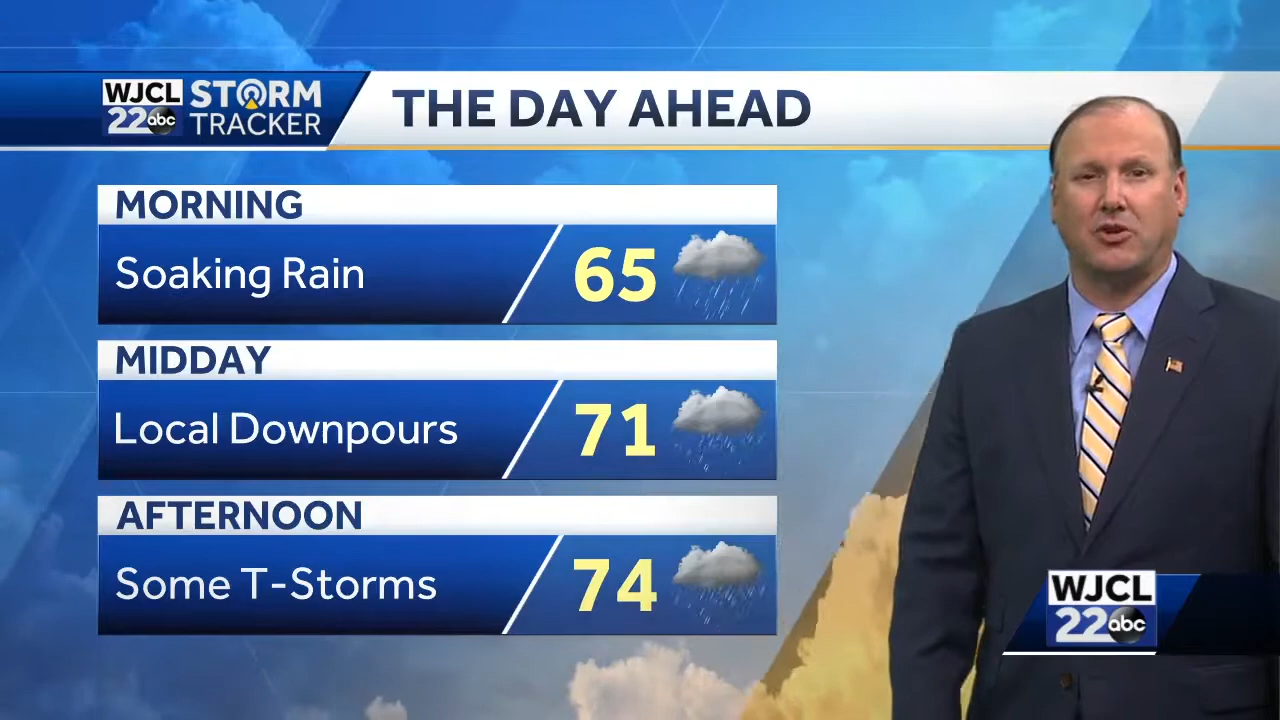 WJCL
22 abc
STORM
TRACKER
THE DAY AHEAD
MORNING
Soaking Rain
65
MIDDAY
Local Downpours
71
AFTERNOON
Some T-Storms
74
WJCL
22 abc